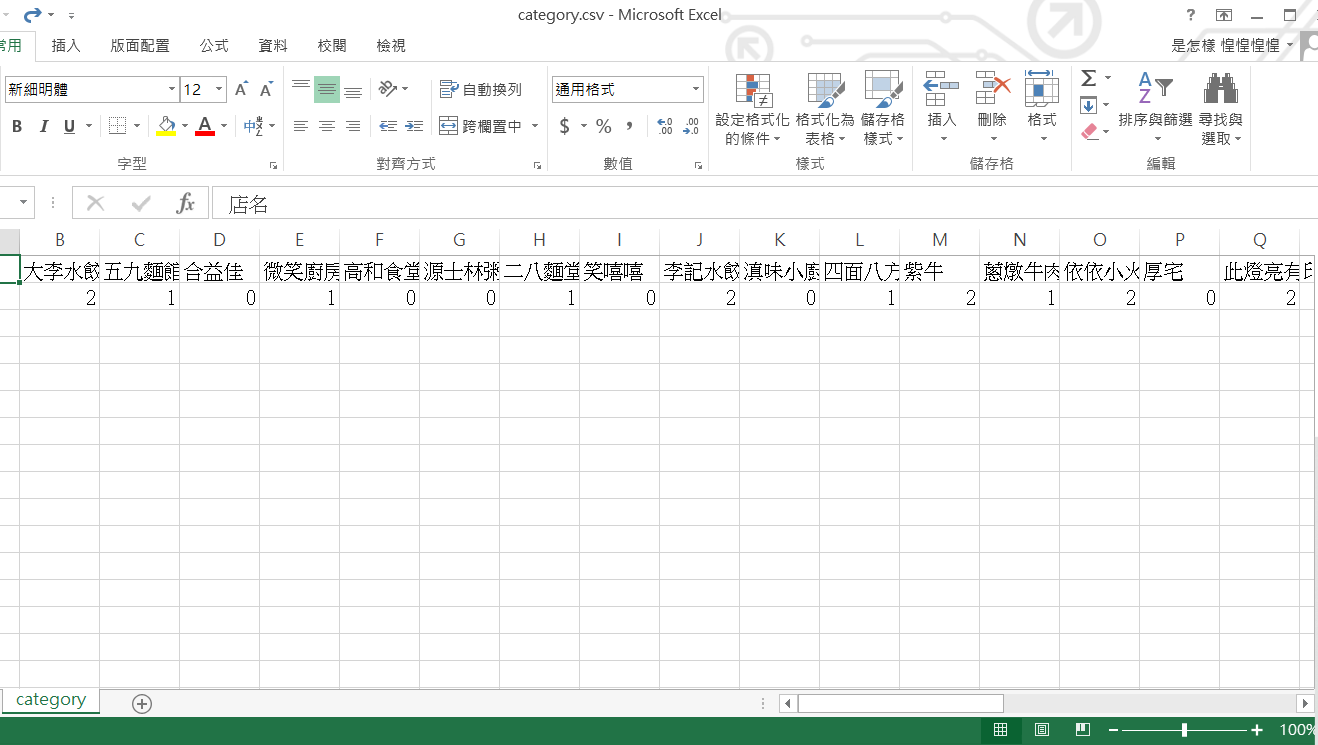 category.csv - Microsoft Excel
?
常用 插入 版面配置 公式 資料 校閱 檢視 是怎樣 惶惶惶惶
新細明體 12 A A 自動換列 通用格式
B I U A 中 跨欄置中 $ % , .0 .00 .00 .0
設定格式化的條件 格式化為表格 儲存格樣式 插入 刪除 格式 Σ A Z 排序與篩選 尋找與選取
字型 對齊方式 數值 樣式 儲存格 編輯
fx 店名
B C D E F G H I J K L M N O P Q
大李水餃 五九麵館 合益佳 微笑廚房 高和食堂 源士林粥 二八麵堂 笑嘻嘻 李記水餃 滇味小廚 四面八方 紫牛 蔥燉牛肉 依依小火 厚宅 此燈亮有
2 1 0 1 0 0 1 0 2 0 1 2 1 2 0 2
category
100%